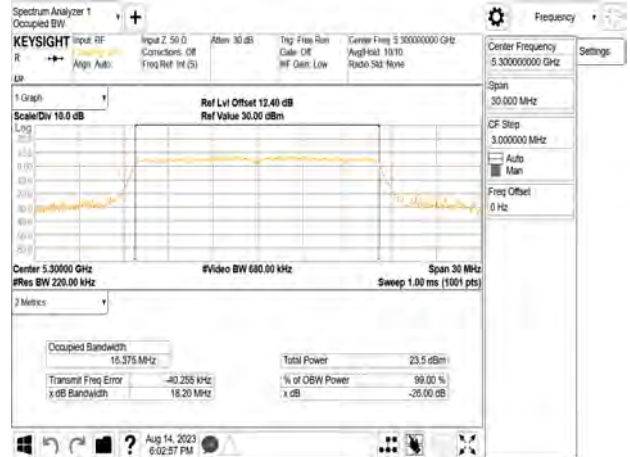 Spectrum Analyzer 1
Occupied BW
Frequency
KEYSIGHT
Input: RF
Input Z: 50 Ω
Atten: 30 dB
Trig: Free Run
Center Freq: 5.300000000 GHz
R
Corrections: Off
Gate: Off
Avg|Hold: 10/10
Align: Auto
Freq Ref: Int (S)
#IF Gain: Low
Radio Std: None
Center Frequency
5.300000000 GHz
Settings
Span
30.000 MHz
CF Step
3.000000 MHz
Auto
Man
Freq Offset
0 Hz
1 Graph
Ref Lvl Offset 12.40 dB
Scale/Div 10.0 dB
Ref Value 30.00 dBm
Log
Center 5.30000 GHz
#Video BW 680.00 kHz
Span 30 MHz
#Res BW 220.00 kHz
Sweep 1.00 ms (1001 pts)
2 Metrics
Occupied Bandwidth
16.375 MHz
Total Power
23.5 dBm
Transmit Freq Error
-40.255 kHz
% of OBW Power
99.00 %
x dB Bandwidth
18.20 MHz
x dB
-26.00 dB
Aug 14, 2023
6:02:57 PM